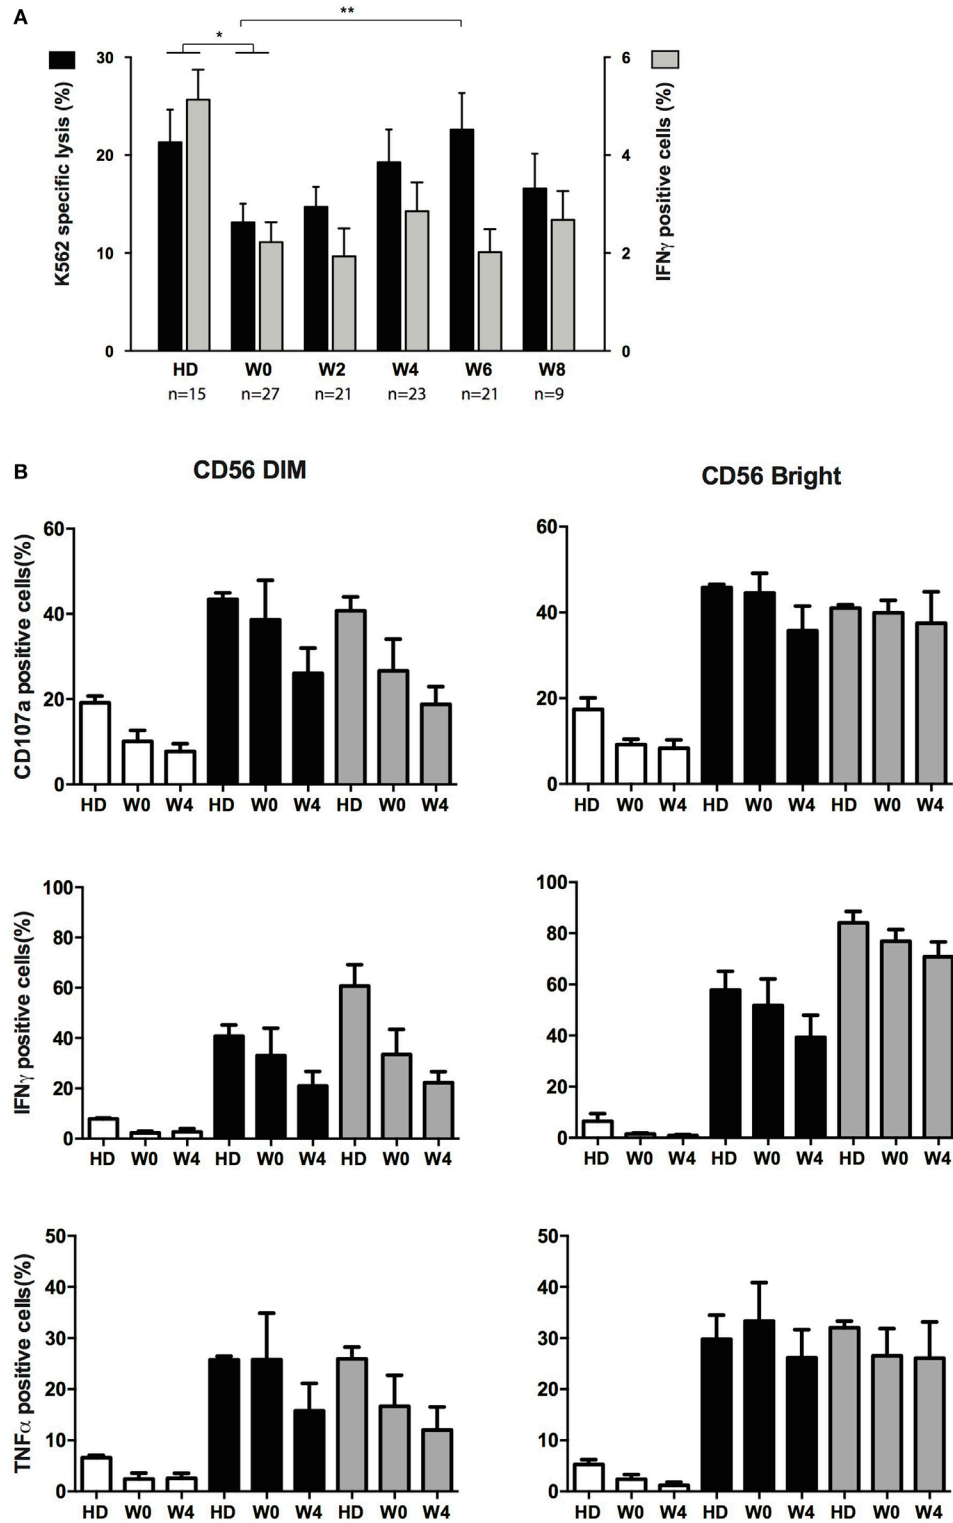 A
**
*
30
20
10
0
K562 specific lysis (%)
6
4
2
0
IFNγ positive cells (%)
HD W0 W2 W4 W6 W8
n=15 n=27 n=21 n=23 n=21 n=9
B
CD56 DIM
CD56 Bright
CD107a positive cells(%)
60
40
20
0
HD W0 W4 HD W0 W4 HD W0 W4
60
40
20
0
HD W0 W4 HD W0 W4 HD W0 W4
IFNγ positive cells(%)
100
80
60
40
20
0
HD W0 W4 HD W0 W4 HD W0 W4
100
80
60
40
20
0
HD W0 W4 HD W0 W4 HD W0 W4
TNFα positive cells(%)
50
40
30
20
10
0
HD W0 W4 HD W0 W4 HD W0 W4
50
40
30
20
10
0
HD W0 W4 HD W0 W4 HD W0 W4